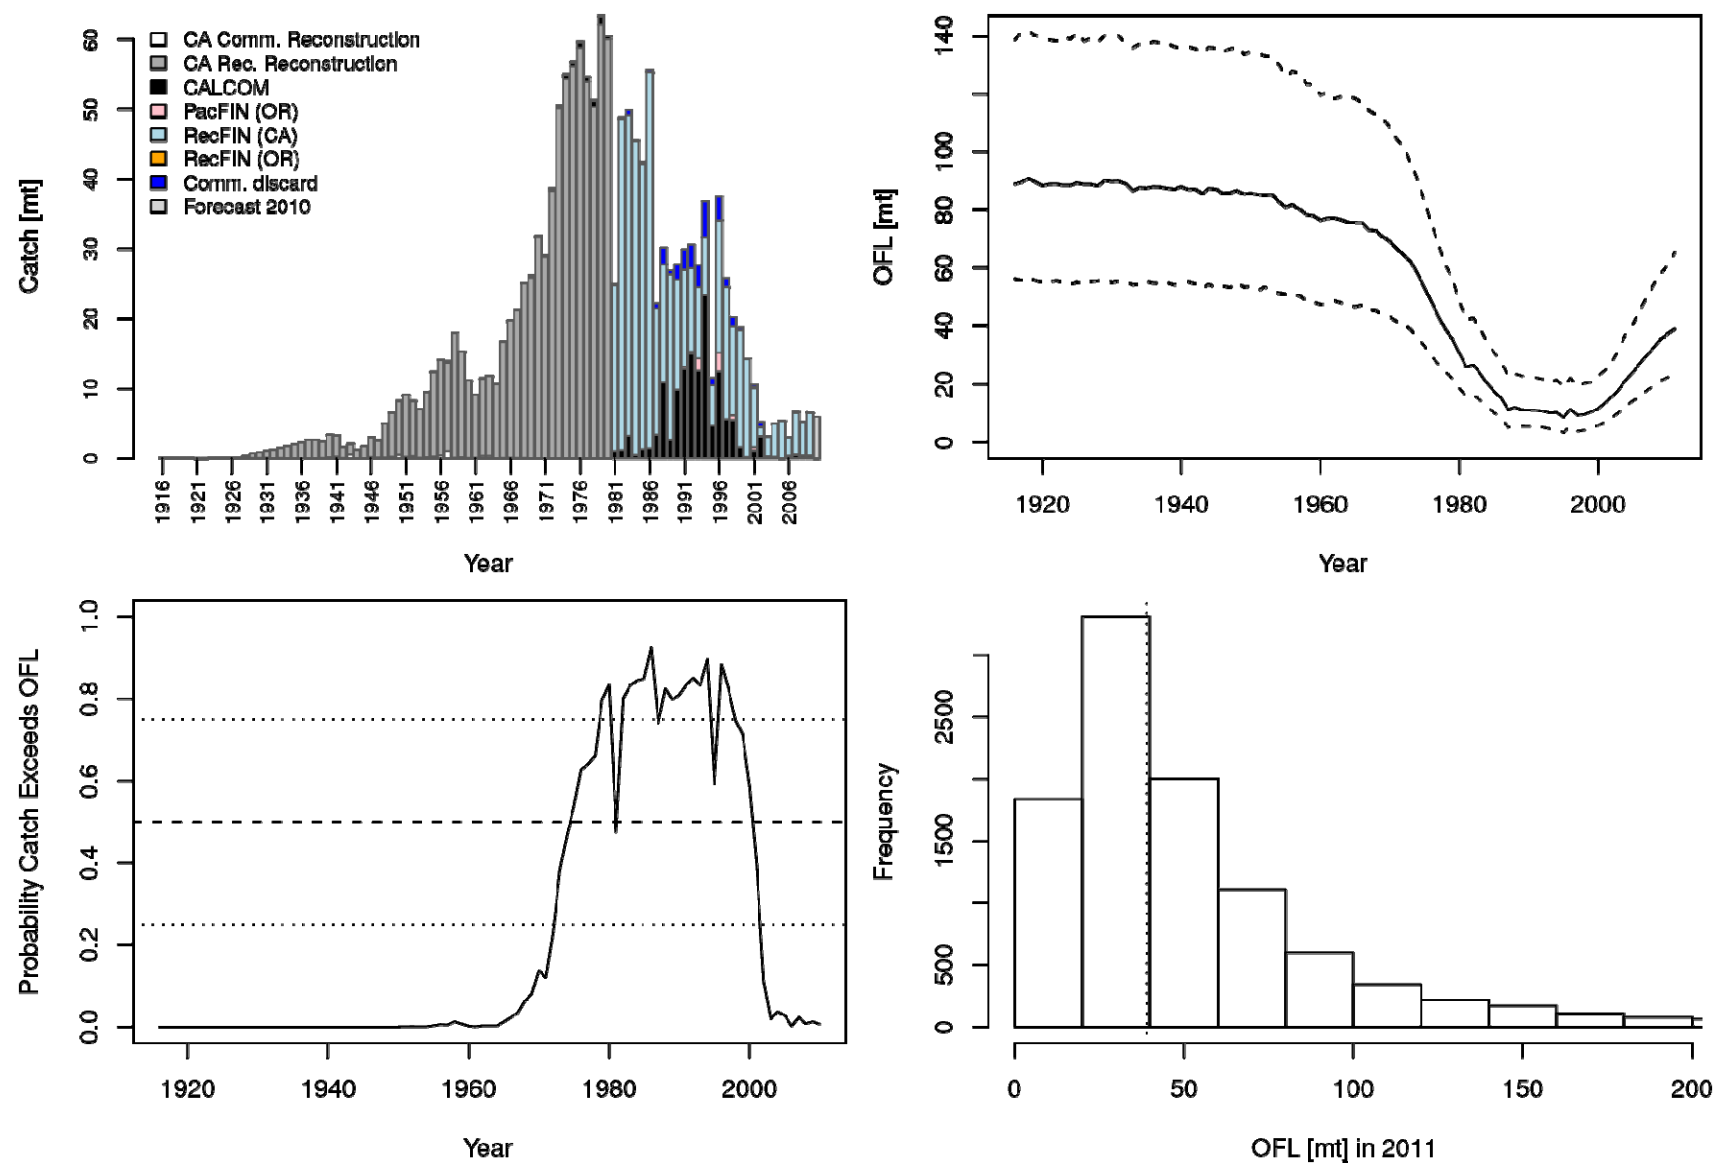 CA Comm. Reconstruction
CA Rec. Reconstruction
CALCOM
PacFIN (OR)
RecFIN (CA)
RecFIN (OR)
Comm. discard
Forecast 2010
Catch [mt]
0 10 20 30 40 50 60
1916 1921 1926 1931 1936 1941 1946 1951 1956 1961 1966 1971 1976 1981 1986 1991 1996 2001 2006
Year
OFL [mt]
0 20 40 60 80 100 140
1920 1940 1960 1980 2000
Year
Probability Catch Exceeds OFL
0.0 0.2 0.4 0.6 0.8 1.0
1920 1940 1960 1980 2000
Year
Frequency
0 500 1500 2500
0 50 100 150 200
OFL [mt] in 2011